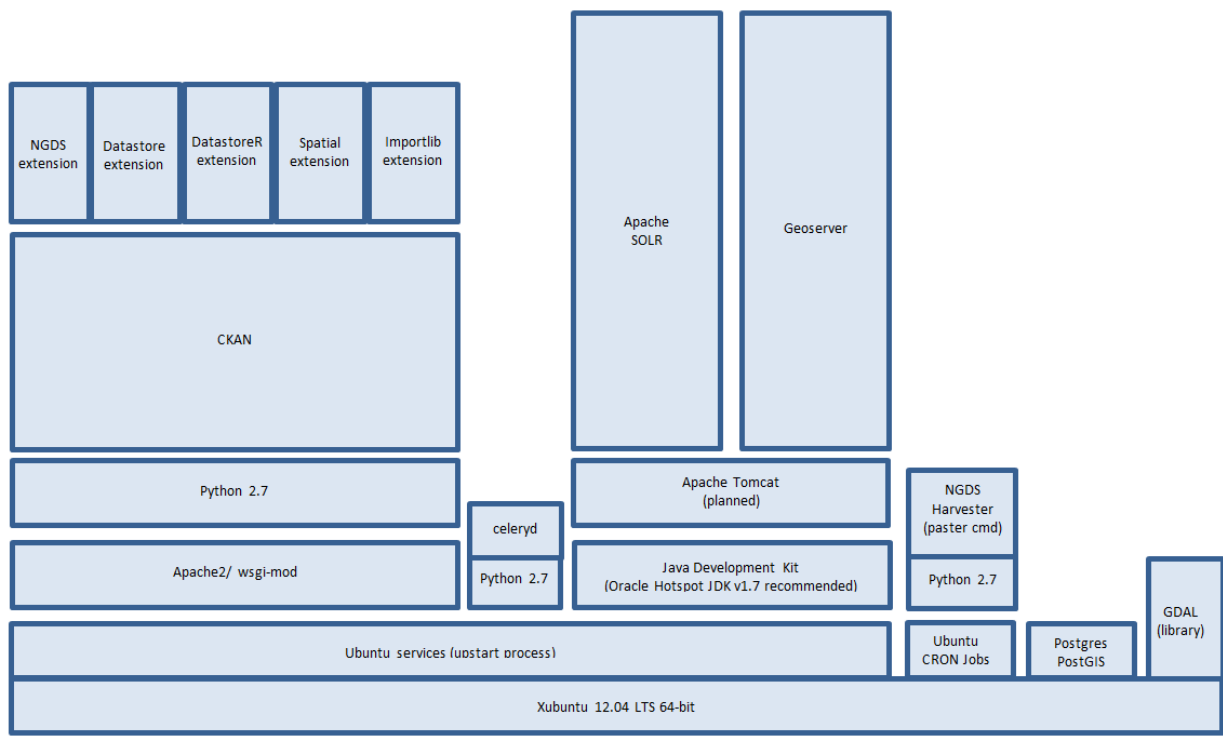 NGDS
extension
Datastore
extension
DatastoreR
extension
Spatial
extension
Importlib
extension
Apache
SOLR
Geoserver
CKAN
Python 2.7
Apache Tomcat
(planned)
NGDS
Harvester
(paster cmd)
celeryd
Apache2/ wsgi-mod
Python 2.7
Java Development Kit
(Oracle Hotspot JDK v1.7 recommended)
Python 2.7
GDAL
(library)
Ubuntu services (upstart process)
Ubuntu
CRON Jobs
Postgres
PostGIS
Xubuntu 12.04 LTS 64-bit